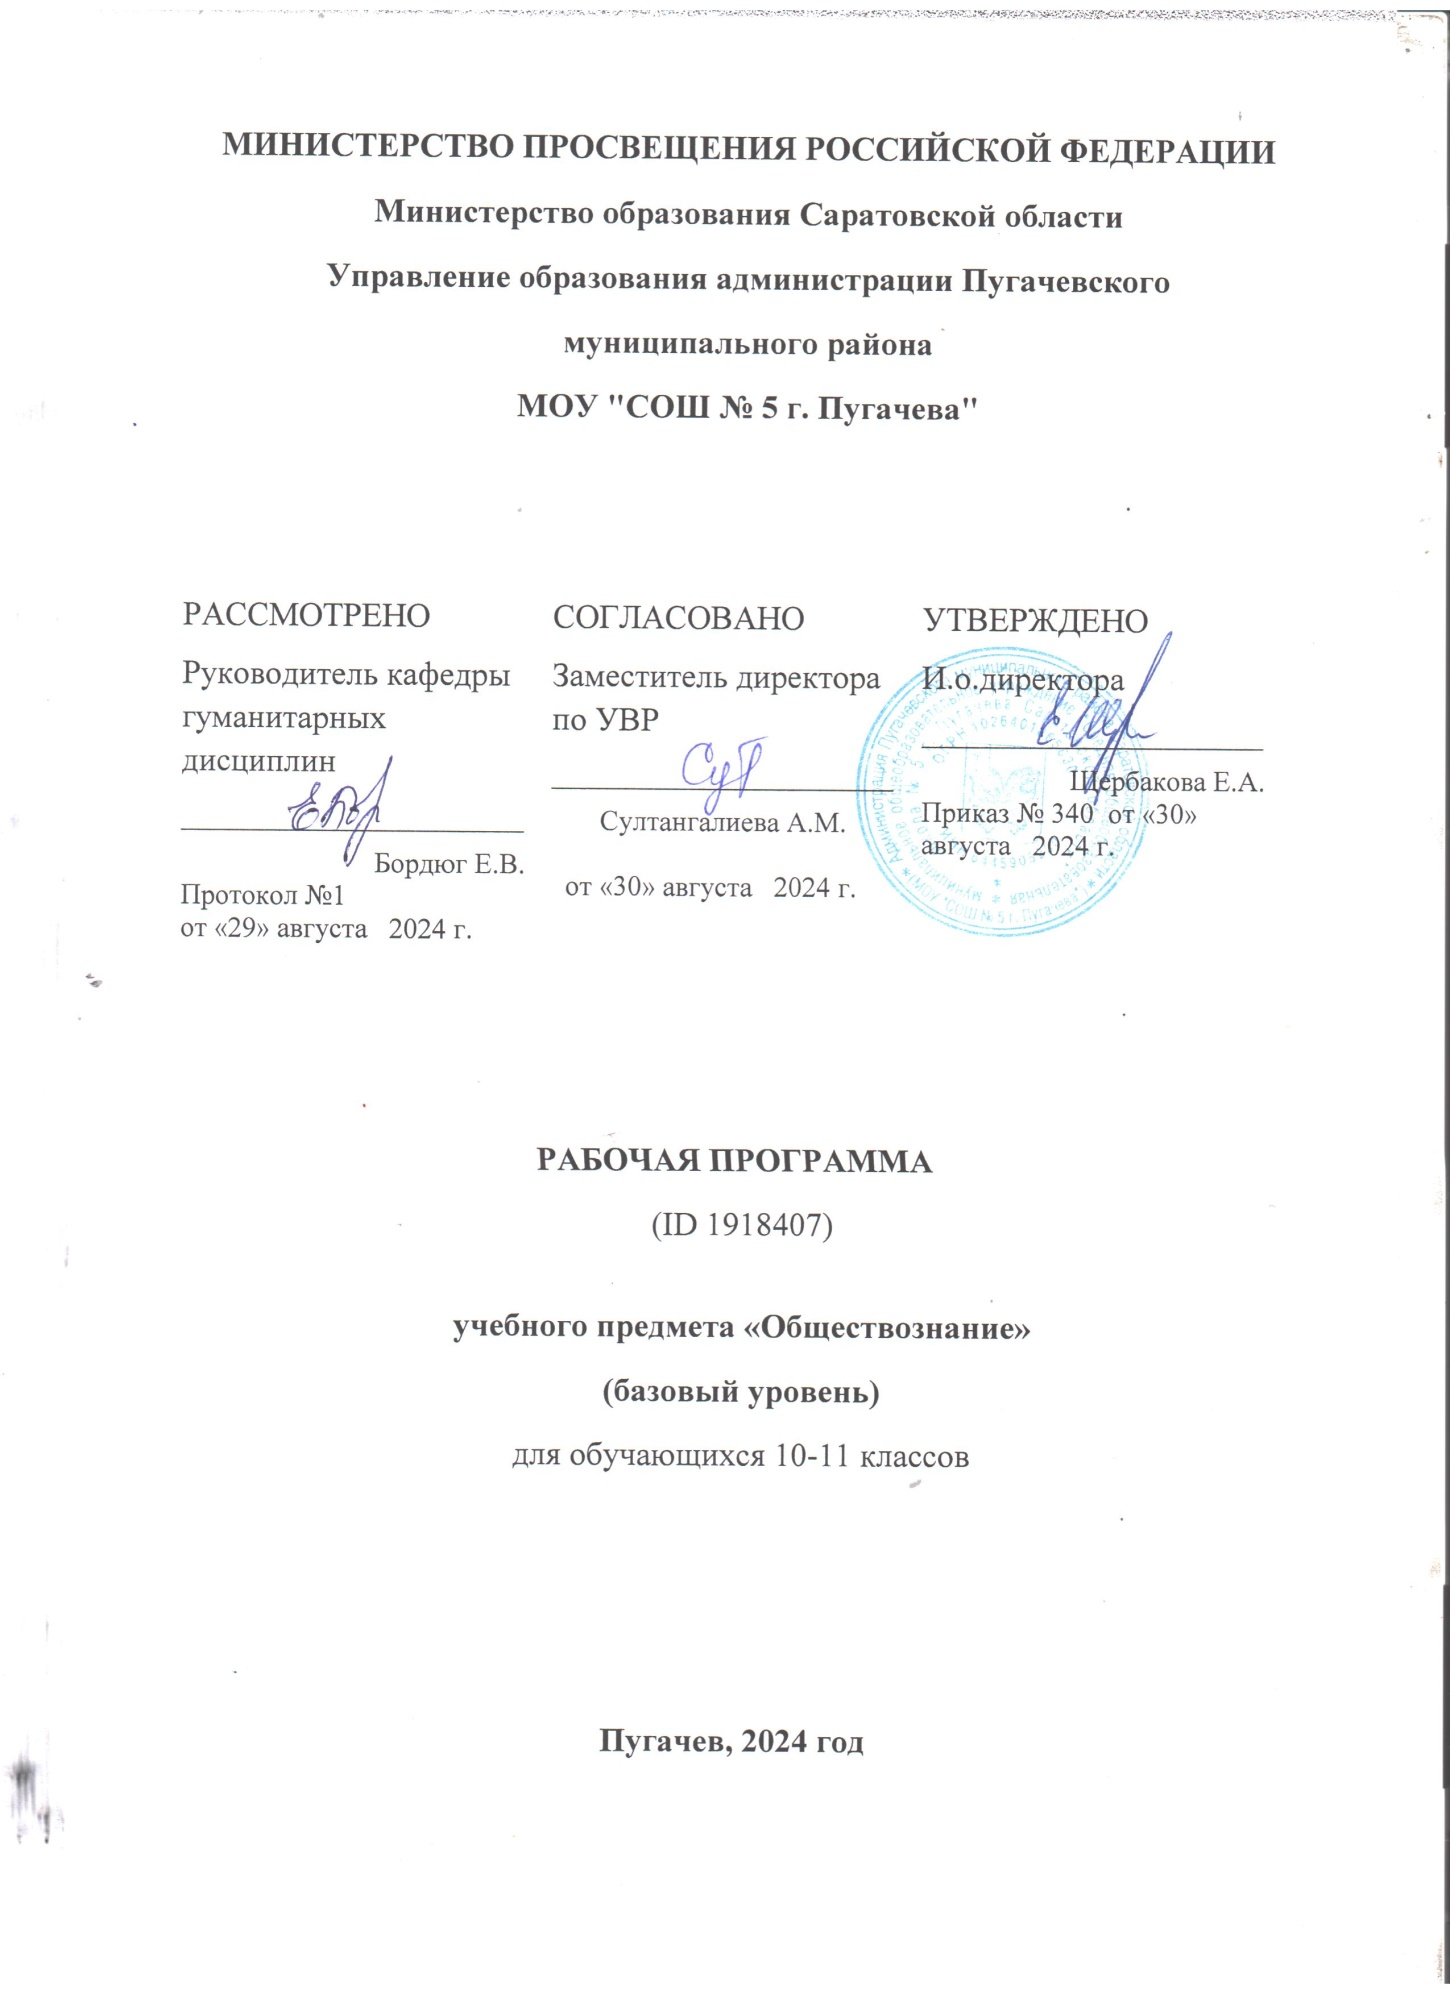 МИНИСТЕРСТВО ПРОСВЕЩЕНИЯ РОССИЙСКОЙ ФЕДЕРАЦИИ
Министерство образования Саратовской области
Управление образования администрации Пугачевского
муниципального района
МОУ "СОШ № 5 г. Пугачева"
РАССМОТРЕНО
Руководитель кафедры
гуманитарных
дисциплин
Бордюг Е.В.
Протокол №1
от «29» августа 2024 г.
СОГЛАСОВАНО
Заместитель директора
по УВР
Султангалиева А.М.
от «30» августа 2024 г.
УТВЕРЖДЕНО
И.о.директора
Щербакова Е.А.
Приказ № 340 от «30»
августа 2024 г.
РАБОЧАЯ ПРОГРАММА
(ID 1918407)
учебного предмета «Обществознание»
(базовый уровень)
для обучающихся 10-11 классов
Пугачев, 2024 год